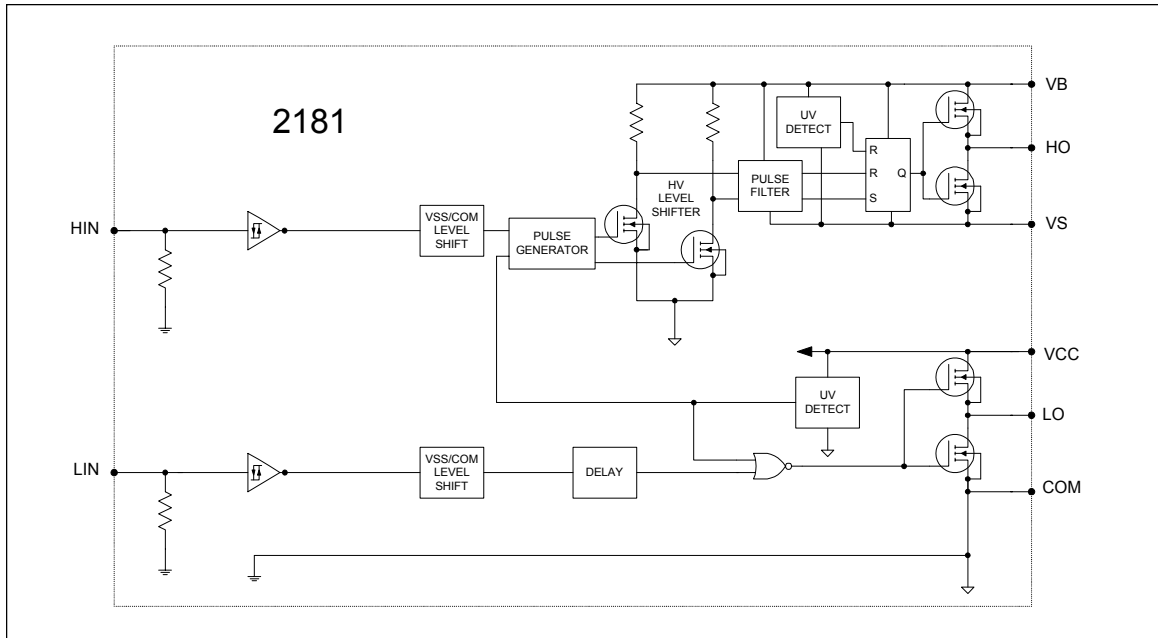 2181
VB
UV
DETECT
HO
R
R
Q
S
PULSE
FILTER
HV
LEVEL
SHIFTER
VS
HIN
VSS/COM
LEVEL
SHIFT
PULSE
GENERATOR
VCC
UV
DETECT
LO
LIN
VSS/COM
LEVEL
SHIFT
DELAY
COM